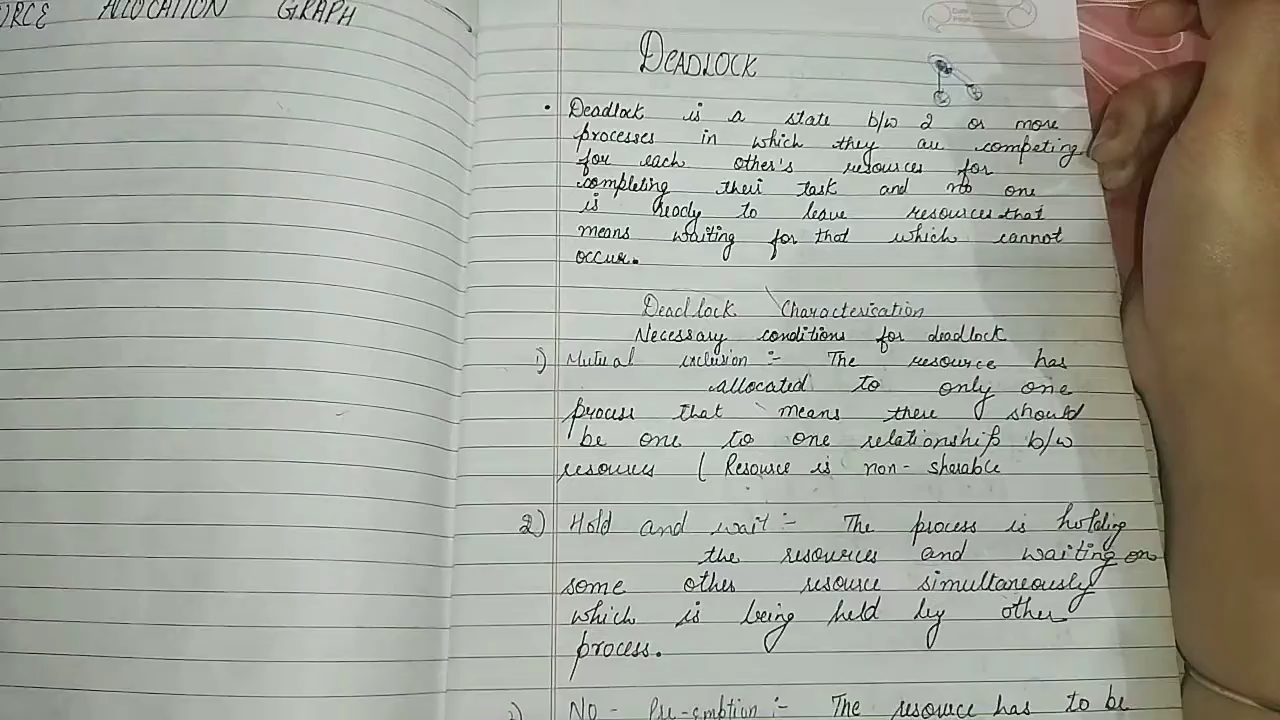 ALLOCATION GRAPH
DEADLOCK
• Deadlock is a state b/w 2 or more
processes in which they are competing
for each other's resources for
completing their task and no one
is ready to leave resources that
means waiting for that which cannot
occur.
Deadlock Characterisation
Necessary conditions for deadlock
1) Mutual inclusion :- The resource has
allocated to only one
process that means there should
be one to one relationship b/w
resources ( Resource is non-sharable
2) Hold and wait :- The process is holding
the resources and waiting on
some other resource simultaneously
which is being held by other
process.
3) No - Pre-emption :- The resource has to be